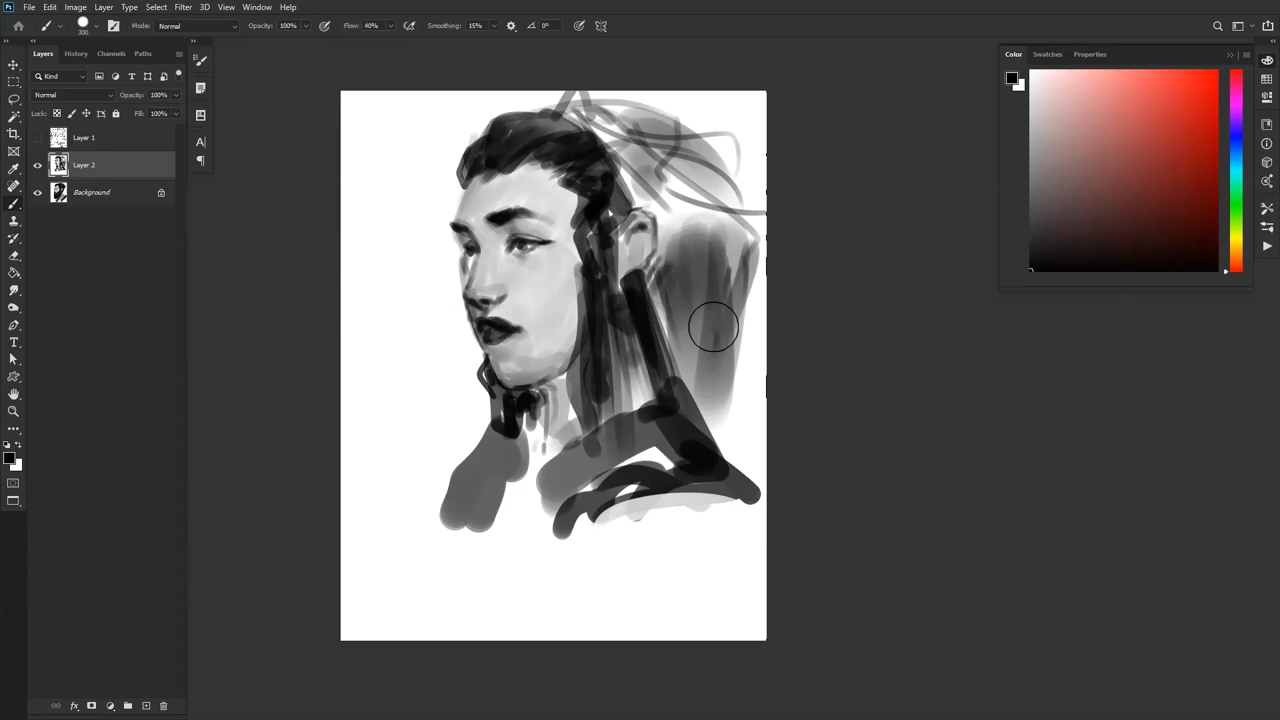 Ps File Edit Image Layer Type Select Filter 3D View Window Help
300 Mode: Normal Opacity: 100% Flow: 40% Smoothing: 15% 0°
Layers History Channels Paths
Kind
Normal Opacity: 100%
Lock: Fill: 100%
Layer 1
Layer 2
Background
fx
Color Swatches Properties